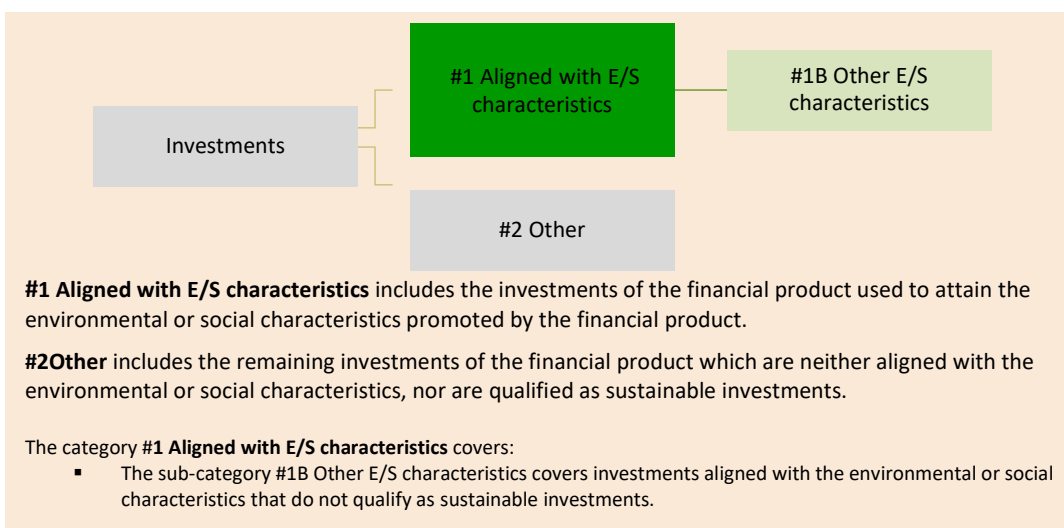 #1 Aligned with E/S
characteristics
#1B Other E/S
characteristics
Investments
#2 Other
#1 Aligned with E/S characteristics includes the investments of the financial product used to attain the
environmental or social characteristics promoted by the financial product.
#2Other includes the remaining investments of the financial product which are neither aligned with the
environmental or social characteristics, nor are qualified as sustainable investments.
The category #1 Aligned with E/S characteristics covers:
▪ The sub-category #1B Other E/S characteristics covers investments aligned with the environmental or social
characteristics that do not qualify as sustainable investments.